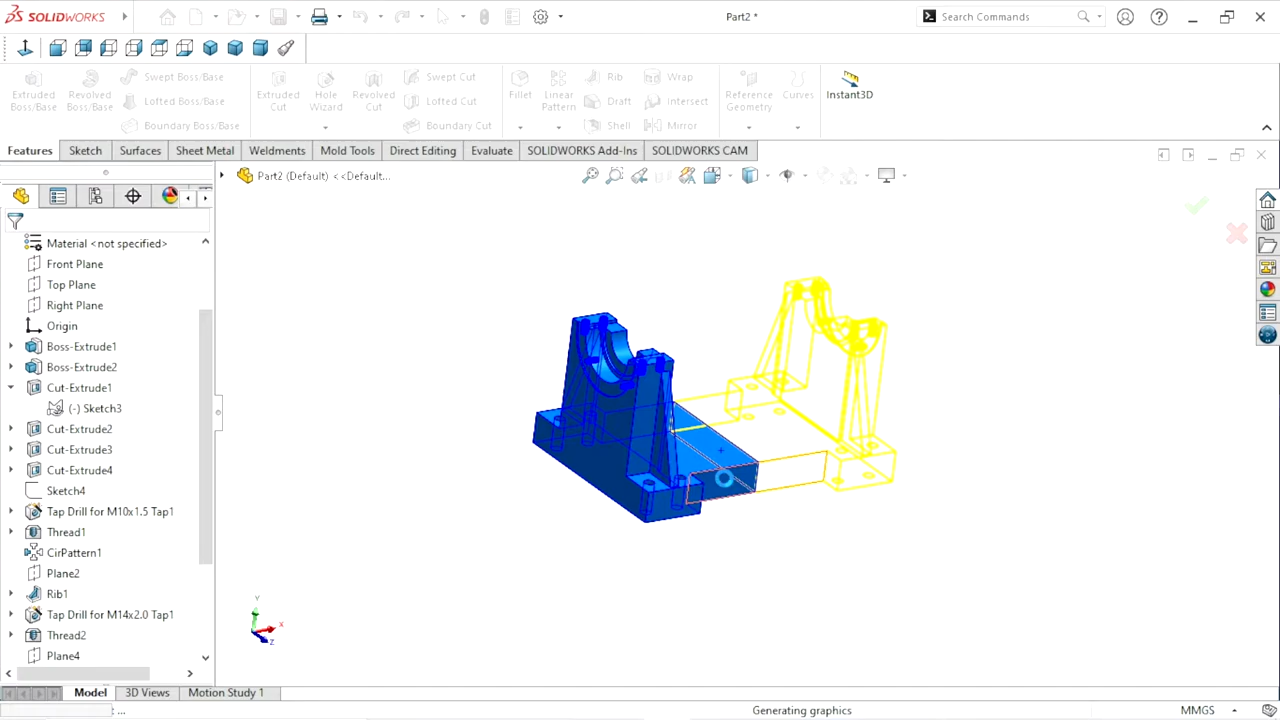 SOLIDWORKS
Part2 *
Search Commands
Extruded Boss/Base
Revolved Boss/Base
Swept Boss/Base
Lofted Boss/Base
Boundary Boss/Base
Extruded Cut
Hole Wizard
Revolved Cut
Swept Cut
Lofted Cut
Boundary Cut
Fillet
Linear Pattern
Rib
Draft
Shell
Wrap
Intersect
Mirror
Reference Geometry
Curves
Instant3D
Features Sketch Surfaces Sheet Metal Weldments Mold Tools Direct Editing Evaluate SOLIDWORKS Add-Ins SOLIDWORKS CAM
Part2 (Default) <<Default...
Material <not specified>
Front Plane
Top Plane
Right Plane
Origin
Boss-Extrude1
Boss-Extrude2
Cut-Extrude1
(-) Sketch3
Cut-Extrude2
Cut-Extrude3
Cut-Extrude4
Sketch4
Tap Drill for M10x1.5 Tap1
Thread1
CirPattern1
Plane2
Rib1
Tap Drill for M14x2.0 Tap1
Thread2
Plane4
Y
X
Z
Model 3D Views Motion Study 1
Generating graphics
MMGS